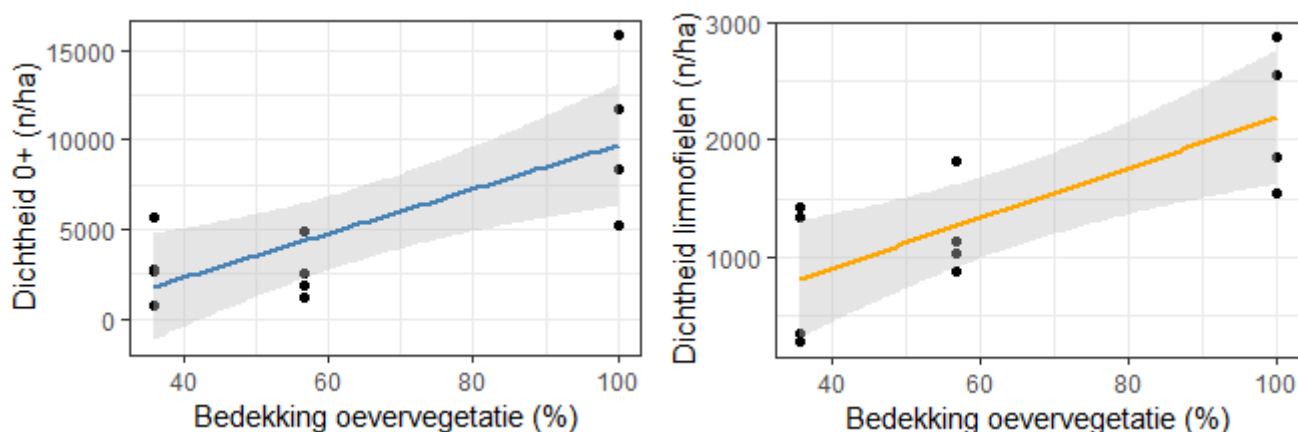 Dichtheid 0+ (n/ha)
15000
10000
5000
0
40 60 80 100
Bedekking oevervegetatie (%)
Dichtheid limnofielen (n/ha)
3000
2000
1000
40 60 80 100
Bedekking oevervegetatie (%)